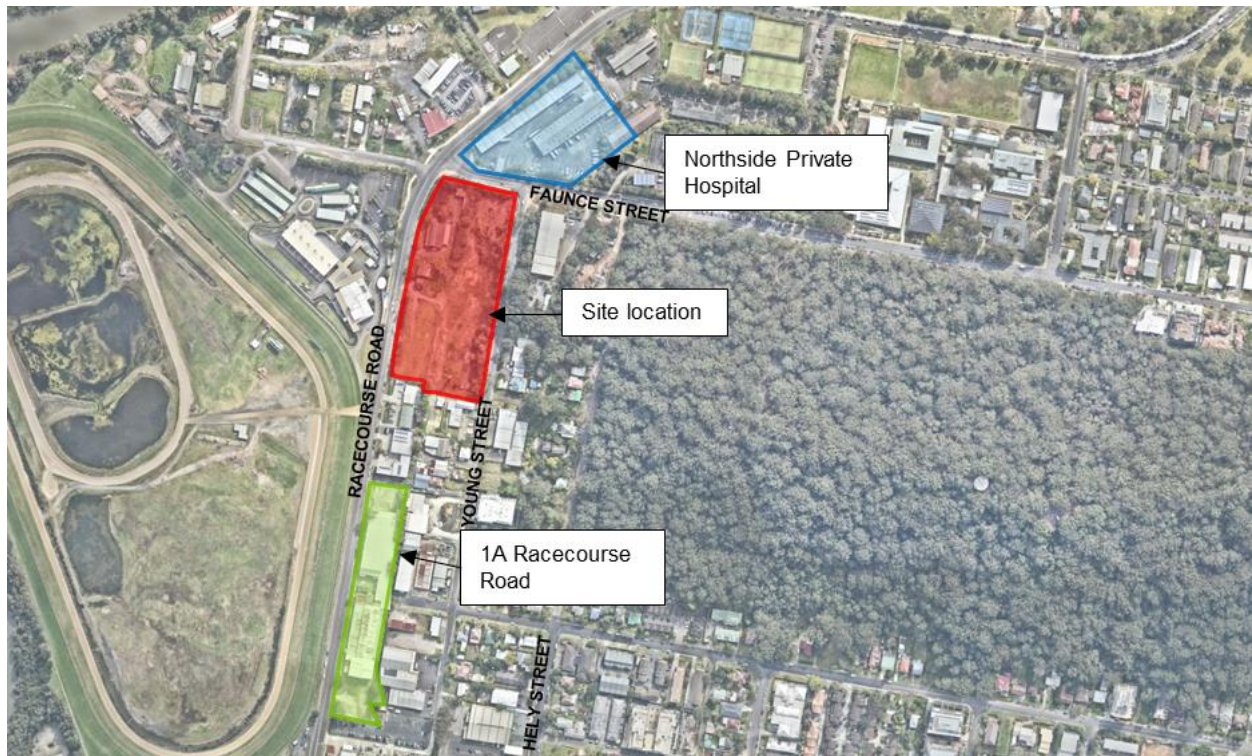 Northside Private
Hospital
FAUNCE STREET
Site location
RACECOURSE ROAD
YOUNG STREET
1A Racecourse
Road
HELY STREET